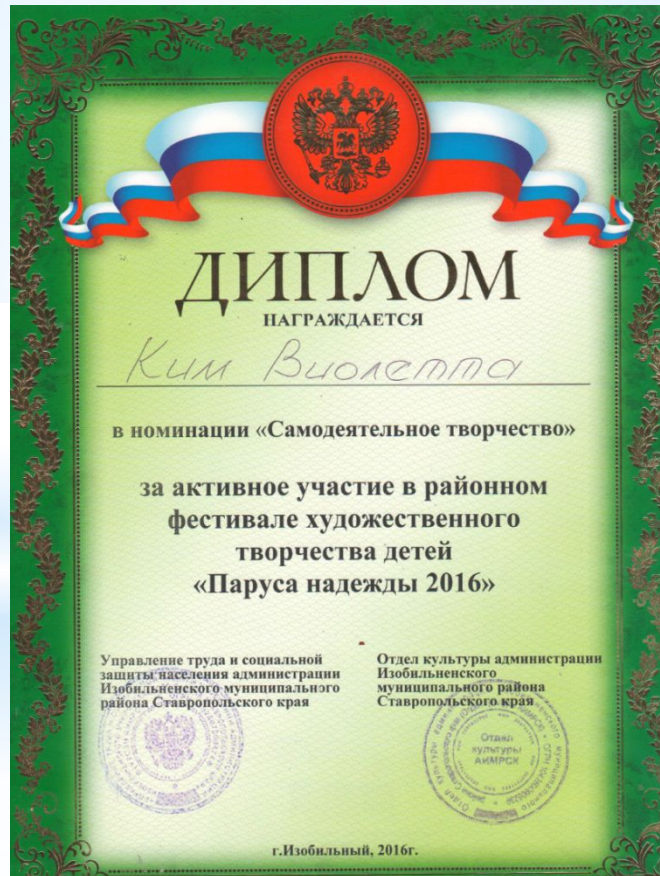 ДИПЛОМ
НАГРАЖДАЕТСЯ
Ким Виолетта
в номинации «Самодеятельное творчество»
за активное участие в районном
фестивале художественного
творчества детей
«Паруса надежды 2016»
Управление труда и социальной
защиты населения администрации
Изобильненского муниципального
района Ставропольского края
Отдел культуры администрации
Изобильненского
муниципального района
Ставропольского края
Отдел
культуры
АИМРСК
г.Изобильный, 2016г.